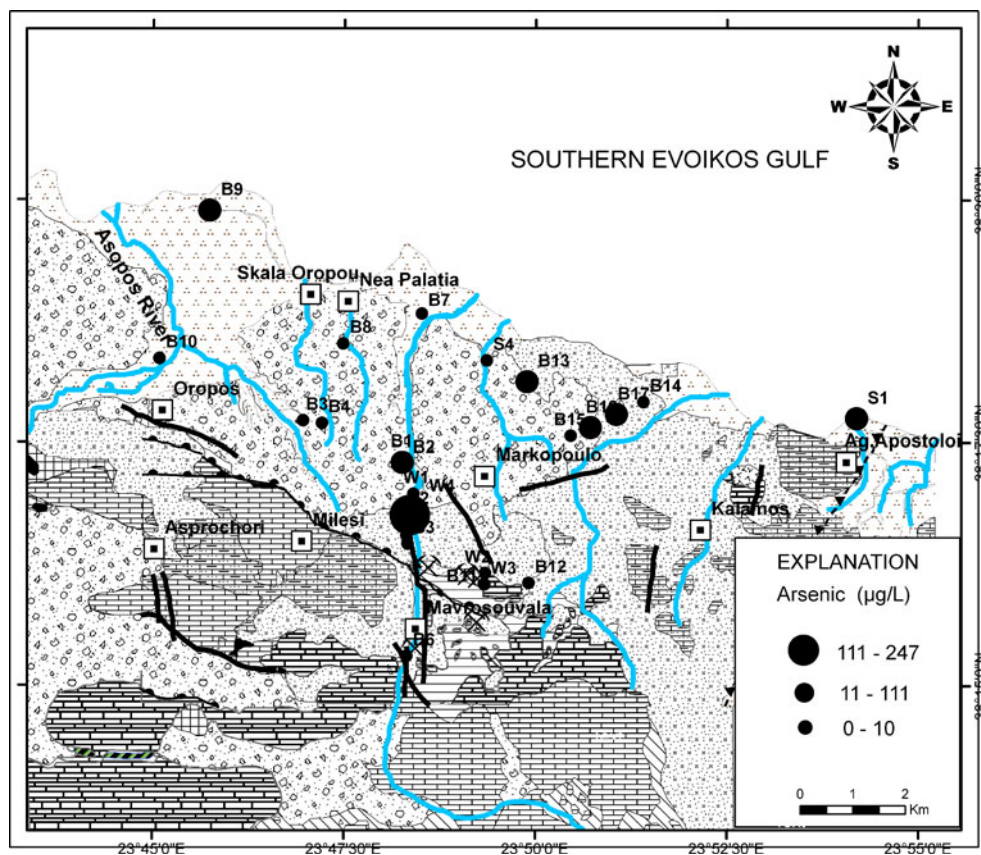 N
W E
S
SOUTHERN EVOIKOS GULF
B9
Asopos River
Skala Oropou
Nea Palatia
B7
B8
S4
B10
B13
Oropos
B3
B4
B17
B14
B15
S1
Ag.Apostoloi
B1
B2
Markopoulo
W1
W4
Asprochori
Milesi
Kalamos
W3
B12
Mavrosouvala
B6
EXPLANATION
Arsenic (µg/L)
111 - 247
11 - 111
0 - 10
0 1 2
Km
23°45'0"E
23°47'30"E
23°50'0"E
23°52'30"E
23°55'0"E